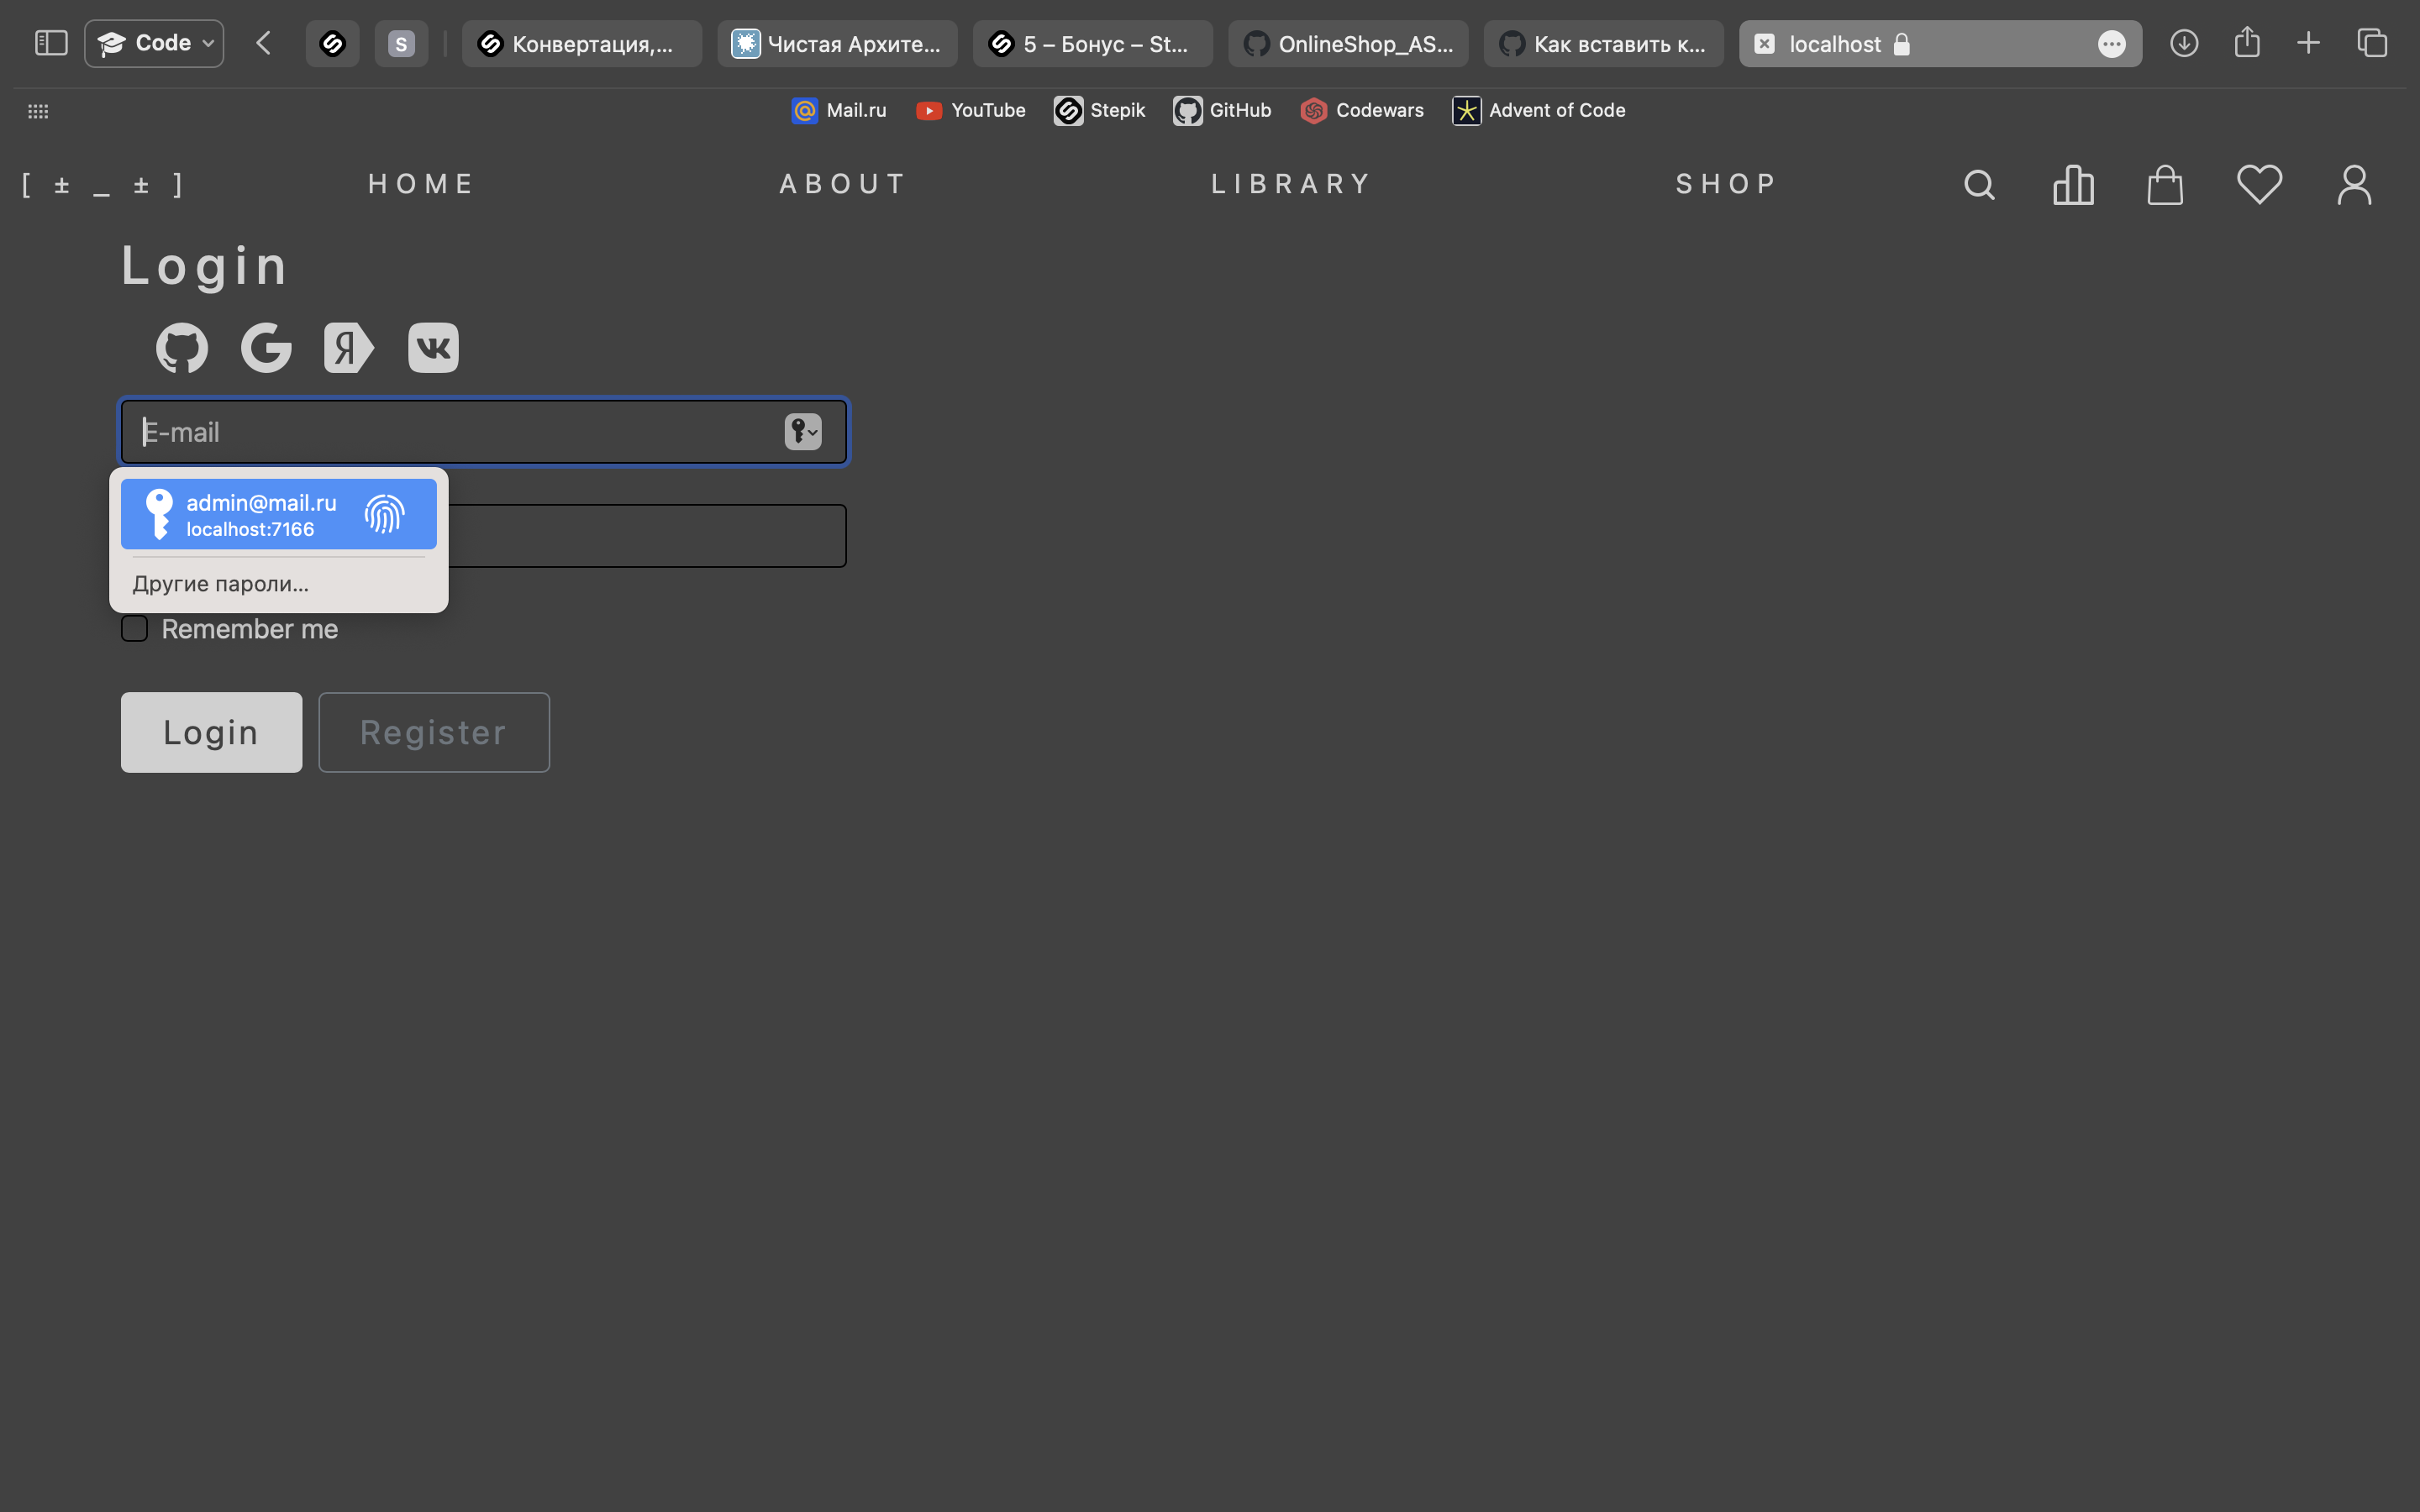 Code
S
Конвертация,...
Чистая Архите...
5 – Бонус – St...
OnlineShop_AS...
Как вставить к...
localhost
Mail.ru
YouTube
Stepik
GitHub
Codewars
Advent of Code
[ ± _ ± ]
HOME
ABOUT
LIBRARY
SHOP
Login
E-mail
admin@mail.ru
localhost:7166
Другие пароли...
Remember me
Login
Register